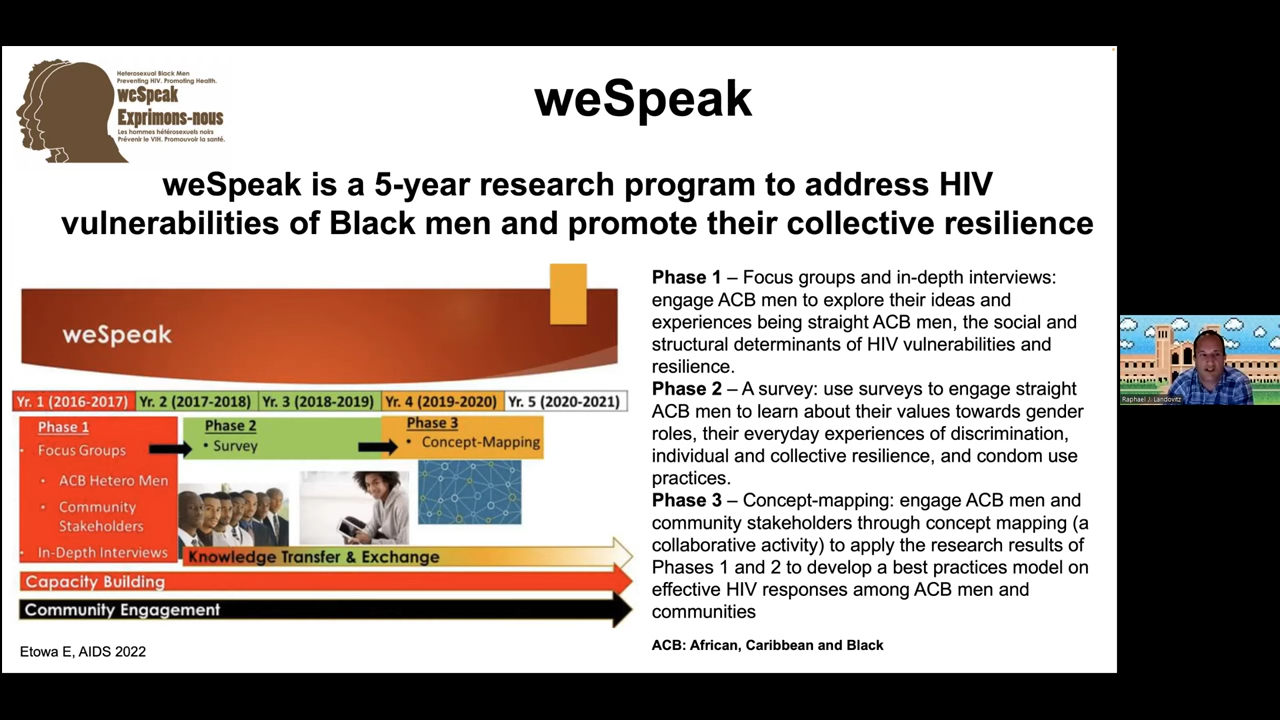 Heterosexual Black Men
Preventing HIV. Promoting Health.
weSpeak
Exprimons-nous
Les hommes hétérosexuels noirs
Prévenir le VIH. Promouvoir la santé.
weSpeak
weSpeak is a 5-year research program to address HIV
vulnerabilities of Black men and promote their collective resilience
weSpeak
Yr. 1 (2016-2017) Yr. 2 (2017-2018) Yr. 3 (2018-2019) Yr. 4 (2019-2020) Yr. 5 (2020-2021)
Phase 1
• Focus Groups
• ACB Hetero Men
• Community
Stakeholders
• In-Depth Interviews
Phase 2
• Survey
Phase 3
• Concept-Mapping
Knowledge Transfer & Exchange
Capacity Building
Community Engagement
Etowa E, AIDS 2022
Phase 1 – Focus groups and in-depth interviews:
engage ACB men to explore their ideas and
experiences being straight ACB men, the social and
structural determinants of HIV vulnerabilities and
resilience.
Phase 2 – A survey: use surveys to engage straight
ACB men to learn about their values towards gender
roles, their everyday experiences of discrimination,
individual and collective resilience, and condom use
practices.
Phase 3 – Concept-mapping: engage ACB men and
community stakeholders through concept mapping (a
collaborative activity) to apply the research results of
Phases 1 and 2 to develop a best practices model on
effective HIV responses among ACB men and
communities
ACB: African, Caribbean and Black
Raphael J. Landovitz